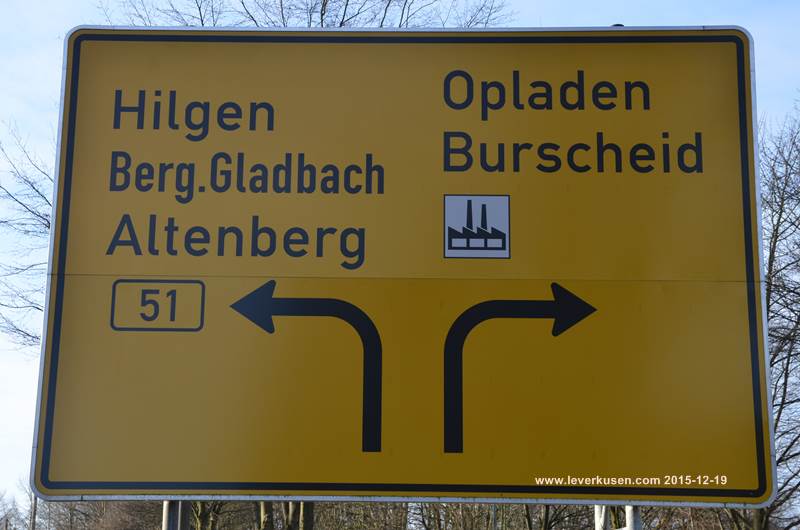 Hilgen
Berg.Gladbach
Altenberg
51
Opladen
Burscheid
www.leverkusen.com 2015-12-19